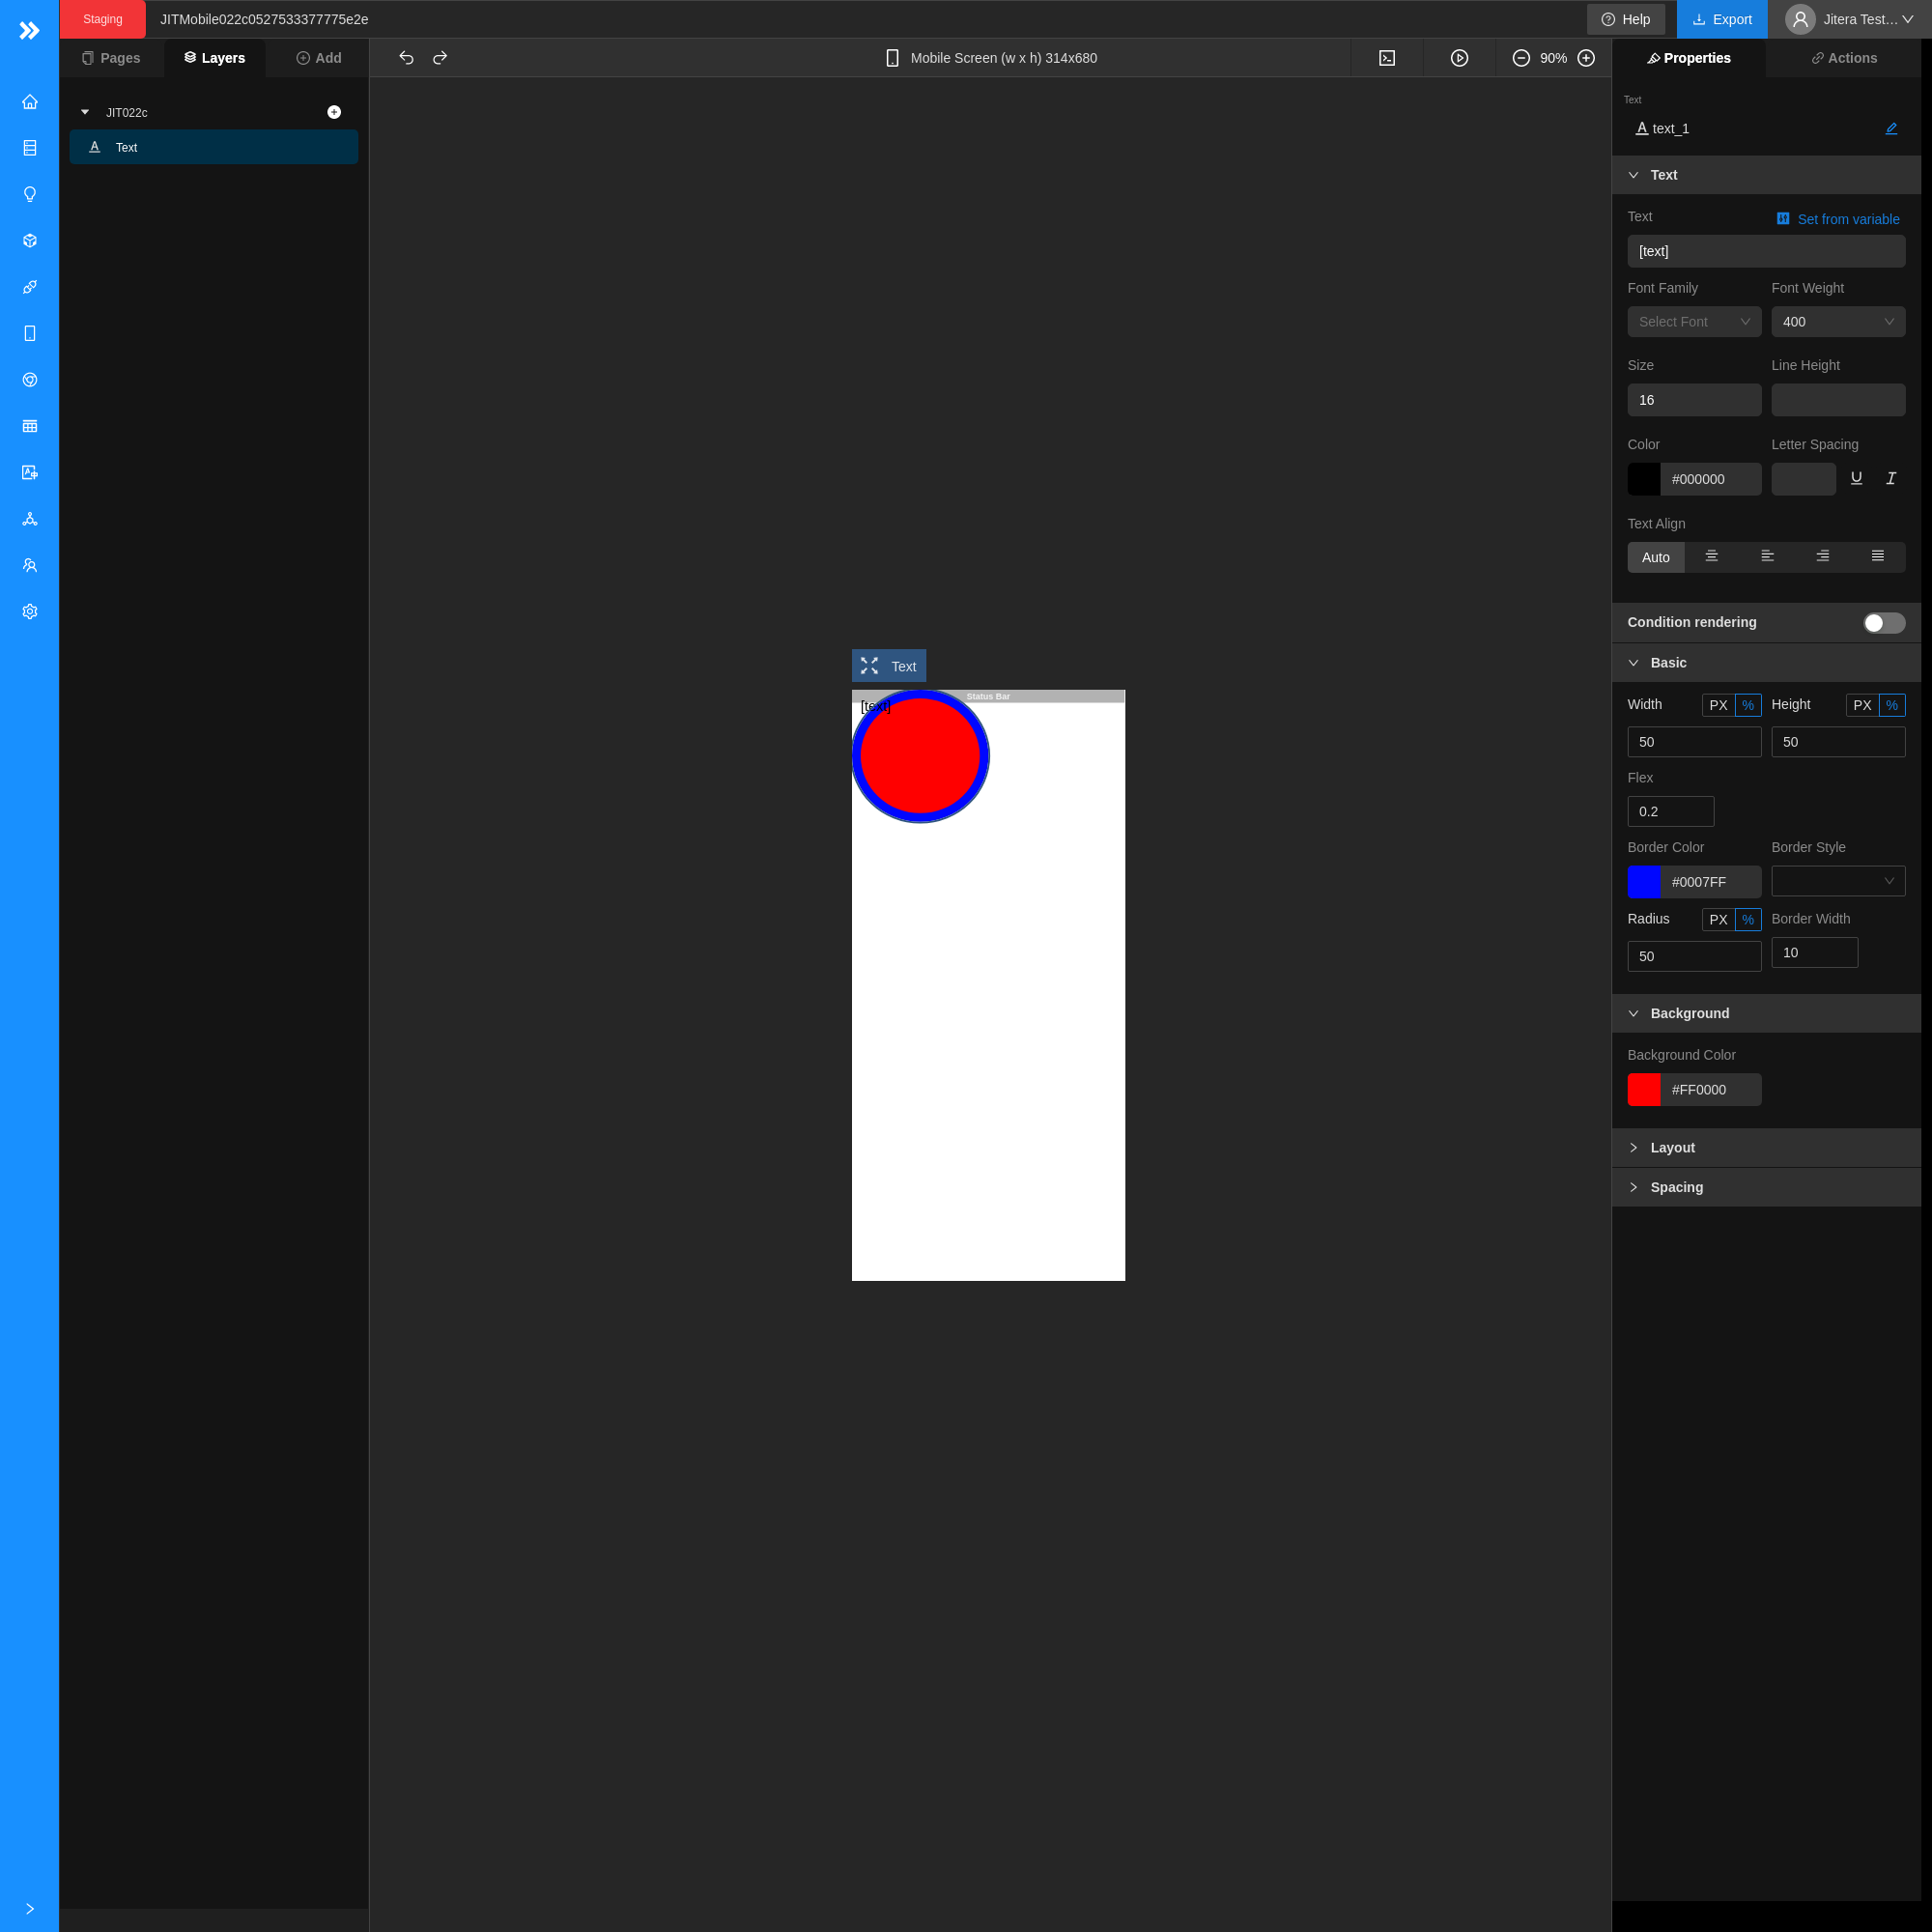 Staging
JITMobile022c0527533377775e2e
Help
Export
Jitera Test…
Pages
Layers
Add
Mobile Screen (w x h) 314x680
90%
Properties
Actions
JIT022c
Text
Text
Status Bar
[text]
Text
text_1
Text
Text
Set from variable
[text]
Font Family
Font Weight
Select Font
400
Size
Line Height
16
Color
Letter Spacing
#000000
Text Align
Auto
Condition rendering
Basic
Width PX %
Height PX %
50
50
Flex
0.2
Border Color
Border Style
#0007FF
Radius PX %
Border Width
50
10
Background
Background Color
#FF0000
Layout
Spacing